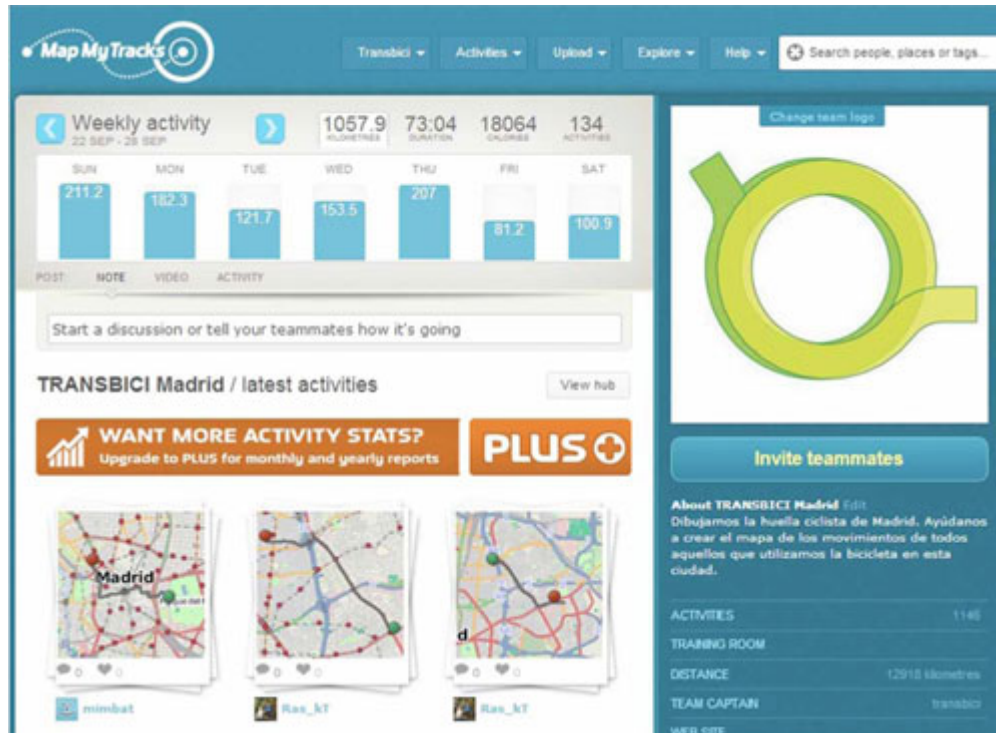 Map My Tracks
Transbici
Activities
Upload
Explore
Help
Search people, places or tags...
Weekly activity
22 SEP - 28 SEP
1057.9
KILOMETRES
73:04
DURATION
18064
CALORIES
134
ACTIVITIES
SUN MON TUE WED THU FRI SAT
211.2 182.3 121.7 153.5 207 81.2 100.9
POST: NOTE VIDEO ACTIVITY
Start a discussion or tell your teammates how it's going
TRANSBICI Madrid / latest activities
View hub
WANT MORE ACTIVITY STATS?
Upgrade to PLUS for monthly and yearly reports
PLUS
Madrid
d
0 0
0 0
0 0
mimbat
Ras_kT
Ras_kT
Change team logo
Invite teammates
About TRANSBICI Madrid Edit
Dibujamos la huella ciclista de Madrid. Ayúdanos
a crear el mapa de los movimientos de todos
aquellos que utilizamos la bicicleta en esta
ciudad.
ACTIVITIES 1146
TRAINING ROOM
DISTANCE 12918 kilometres
TEAM CAPTAIN transbici
WEB SITE